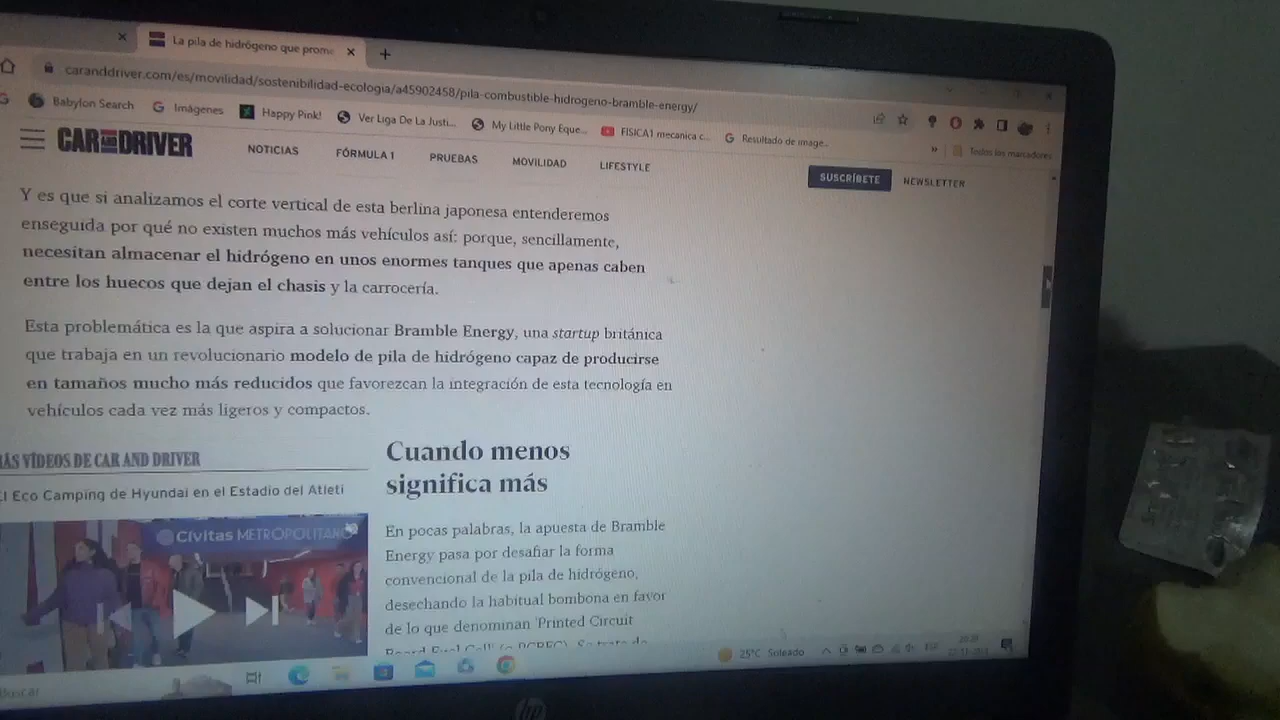 La pila de hidrógeno que prome
caranddriver.com/es/movilidad/sostenibilidad-ecologia/a45902458/pila-combustible-hidrogeno-bramble-energy/
Babylon Search
Imágenes
Happy Pink!
Ver Liga De La Justi...
My Little Pony Eque...
FISICA1 mecanica c...
Resultado de image...
»
Todos los marcadores
CAR AND DRIVER
NOTICIAS
FÓRMULA 1
PRUEBAS
MOVILIDAD
LIFESTYLE
SUSCRÍBETE
NEWSLETTER
Y es que si analizamos el corte vertical de esta berlina japonesa entenderemos
enseguida por qué no existen muchos más vehículos así: porque, sencillamente,
necesitan almacenar el hidrógeno en unos enormes tanques que apenas caben
entre los huecos que dejan el chasis y la carrocería.
Esta problemática es la que aspira a solucionar Bramble Energy, una startup británica
que trabaja en un revolucionario modelo de pila de hidrógeno capaz de producirse
en tamaños mucho más reducidos que favorezcan la integración de esta tecnología en
vehículos cada vez más ligeros y compactos.
ÁS VÍDEOS DE CAR AND DRIVER
El Eco Camping de Hyundai en el Estadio del Atleti
Cívitas METROPOLITANO
Cuando menos
significa más
En pocas palabras, la apuesta de Bramble
Energy pasa por desafiar la forma
convencional de la pila de hidrógeno,
desechando la habitual bombona en favor
de lo que denominan 'Printed Circuit
Buscar
25°C Soleado
hp